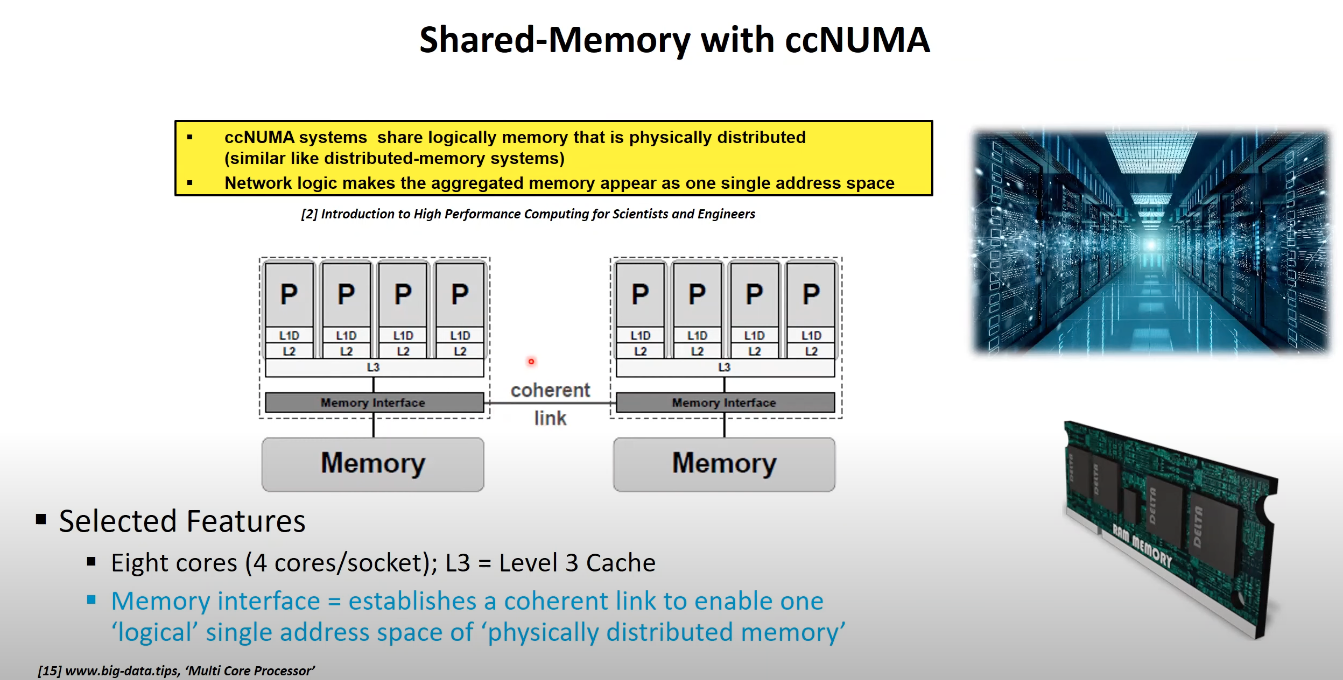 Shared-Memory with ccNUMA
▪ ccNUMA systems share logically memory that is physically distributed
(similar like distributed-memory systems)
▪ Network logic makes the aggregated memory appear as one single address space
[2] Introduction to High Performance Computing for Scientists and Engineers
P P P P
L1D L1D L1D L1D
L2 L2 L2 L2
L3
Memory Interface
Memory
coherent
link
P P P P
L1D L1D L1D L1D
L2 L2 L2 L2
L3
Memory Interface
Memory
DELTA DELTA DELTA DELTA
RAM MEMORY
▪ Selected Features
▪ Eight cores (4 cores/socket); L3 = Level 3 Cache
▪ Memory interface = establishes a coherent link to enable one
‘logical’ single address space of ‘physically distributed memory’
[15] www.big-data.tips, ‘Multi Core Processor’